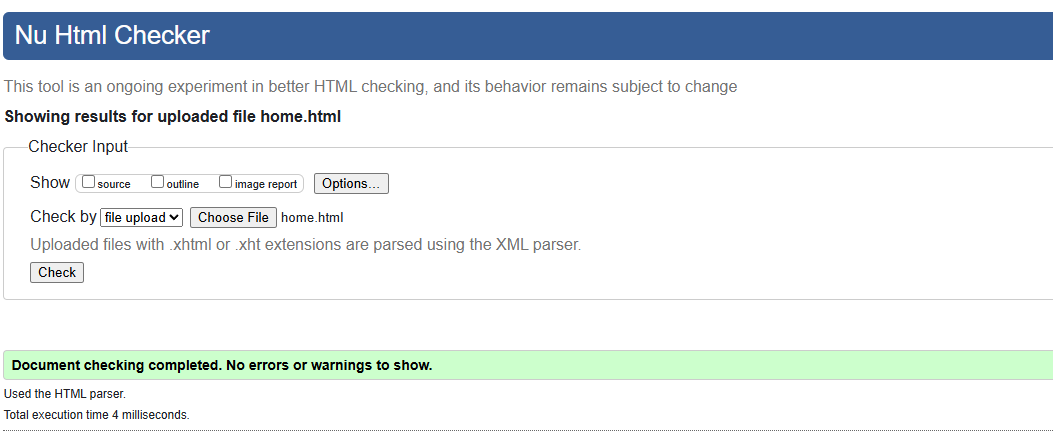 Nu Html Checker
This tool is an ongoing experiment in better HTML checking, and its behavior remains subject to change
Showing results for uploaded file home.html
Checker Input
Show source outline image report Options...
Check by file upload Choose File home.html
Uploaded files with .xhtml or .xht extensions are parsed using the XML parser.
Check
Document checking completed. No errors or warnings to show.
Used the HTML parser.
Total execution time 4 milliseconds.